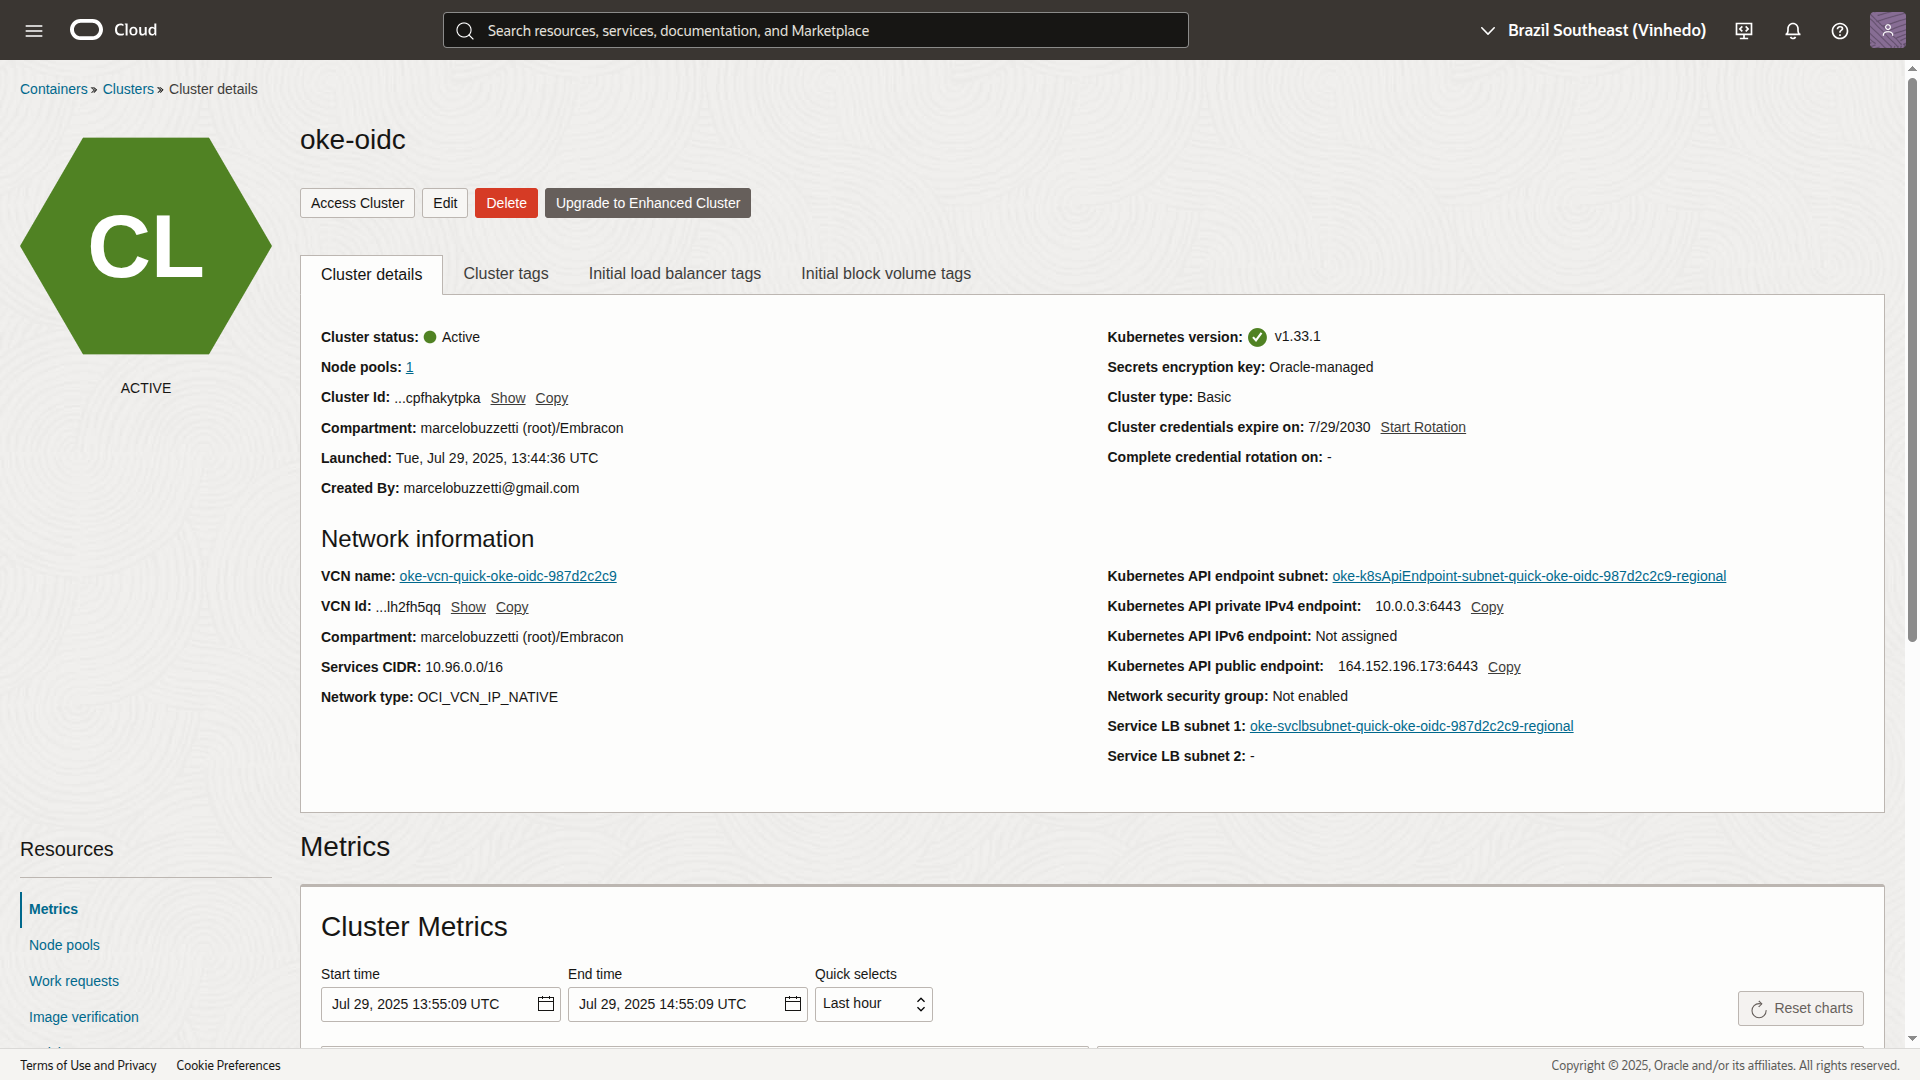 Cloud
Search resources, services, documentation, and Marketplace
Brazil Southeast (Vinhedo)
Containers » Clusters » Cluster details
CL
ACTIVE
oke-oidc
Access Cluster Edit Delete Upgrade to Enhanced Cluster
Cluster details Cluster tags Initial load balancer tags Initial block volume tags
Cluster status: Active
Node pools: 1
Cluster Id: ...cpfhakytpka Show Copy
Compartment: marcelobuzzetti (root)/Embracon
Launched: Tue, Jul 29, 2025, 13:44:36 UTC
Created By: marcelobuzzetti@gmail.com
Kubernetes version: v1.33.1
Secrets encryption key: Oracle-managed
Cluster type: Basic
Cluster credentials expire on: 7/29/2030 Start Rotation
Complete credential rotation on: -
Network information
VCN name: oke-vcn-quick-oke-oidc-987d2c2c9
VCN Id: ...lh2fh5qq Show Copy
Compartment: marcelobuzzetti (root)/Embracon
Services CIDR: 10.96.0.0/16
Network type: OCI_VCN_IP_NATIVE
Kubernetes API endpoint subnet: oke-k8sApiEndpoint-subnet-quick-oke-oidc-987d2c2c9-regional
Kubernetes API private IPv4 endpoint: 10.0.0.3:6443 Copy
Kubernetes API IPv6 endpoint: Not assigned
Kubernetes API public endpoint: 164.152.196.173:6443 Copy
Network security group: Not enabled
Service LB subnet 1: oke-svclbsubnet-quick-oke-oidc-987d2c2c9-regional
Service LB subnet 2: -
Resources
Metrics
Node pools
Work requests
Image verification
Metrics
Cluster Metrics
Start time End time Quick selects
Jul 29, 2025 13:55:09 UTC Jul 29, 2025 14:55:09 UTC Last hour
Reset charts
Terms of Use and Privacy Cookie Preferences
Copyright © 2025, Oracle and/or its affiliates. All rights reserved.